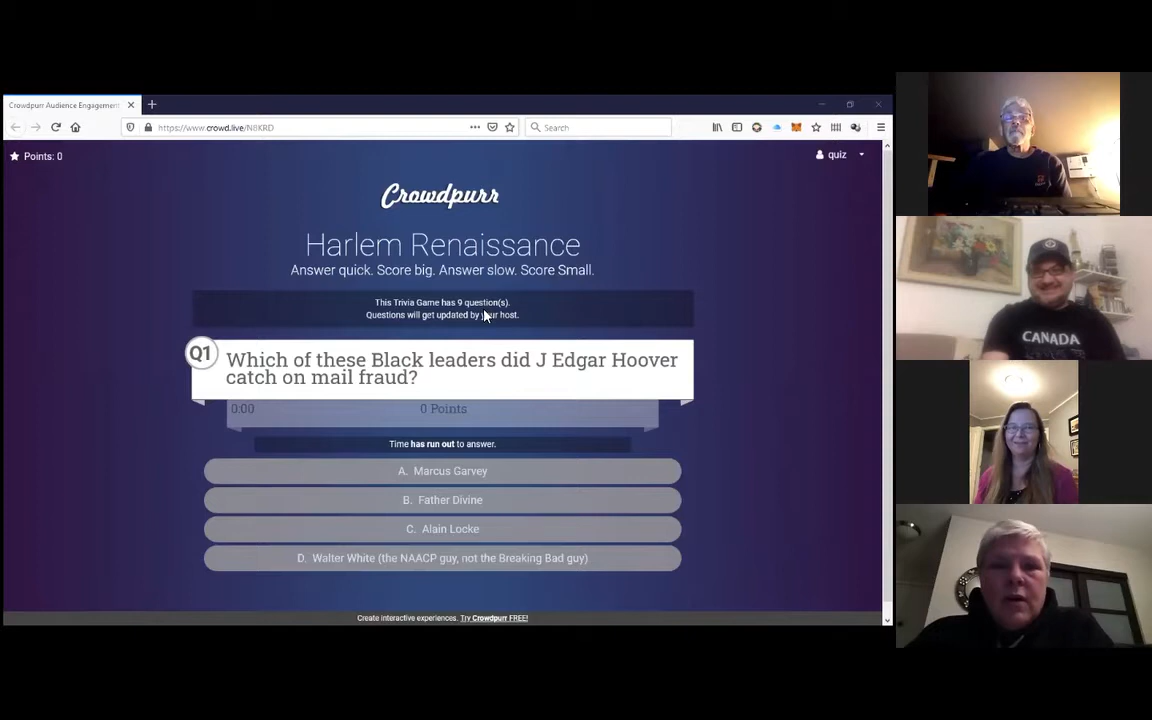 Crowdpurr Audience Engagement
https://www.crowd.live/N8XRD
Search
Points: 0
quiz
Crowdpurr
Harlem Renaissance
Answer quick. Score big. Answer slow. Score Small.
This Trivia Game has 9 question(s).
Questions will get updated by your host.
Q1
Which of these Black leaders did J Edgar Hoover
catch on mail fraud?
0:00
0 Points
Time has run out to answer.
A. Marcus Garvey
B. Father Divine
C. Alain Locke
D. Walter White (the NAACP guy, not the Breaking Bad guy)
Create interactive experiences. Try Crowdpurr FREE!
CANADA